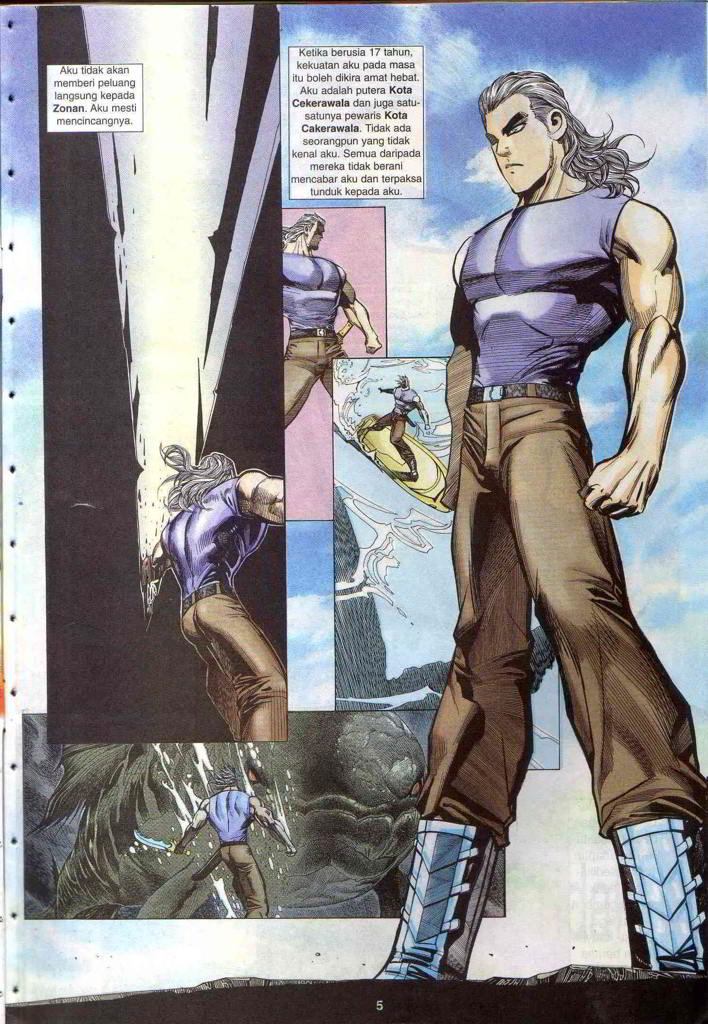 Aku tidak akan
memberi peluang
langsung kepada
Zonan. Aku mesti
mencincangnya.
Ketika berusia 17 tahun,
kekuatan aku pada masa
itu boleh dikira amat hebat.
Aku adalah putera Kota
Cekerawala dan juga satu-
satunya pewaris Kota
Cakerawala. Tidak ada
seorangpun yang tidak
kenal aku. Semua daripada
mereka tidak berani
mencabar aku dan terpaksa
tunduk kepada aku.
5